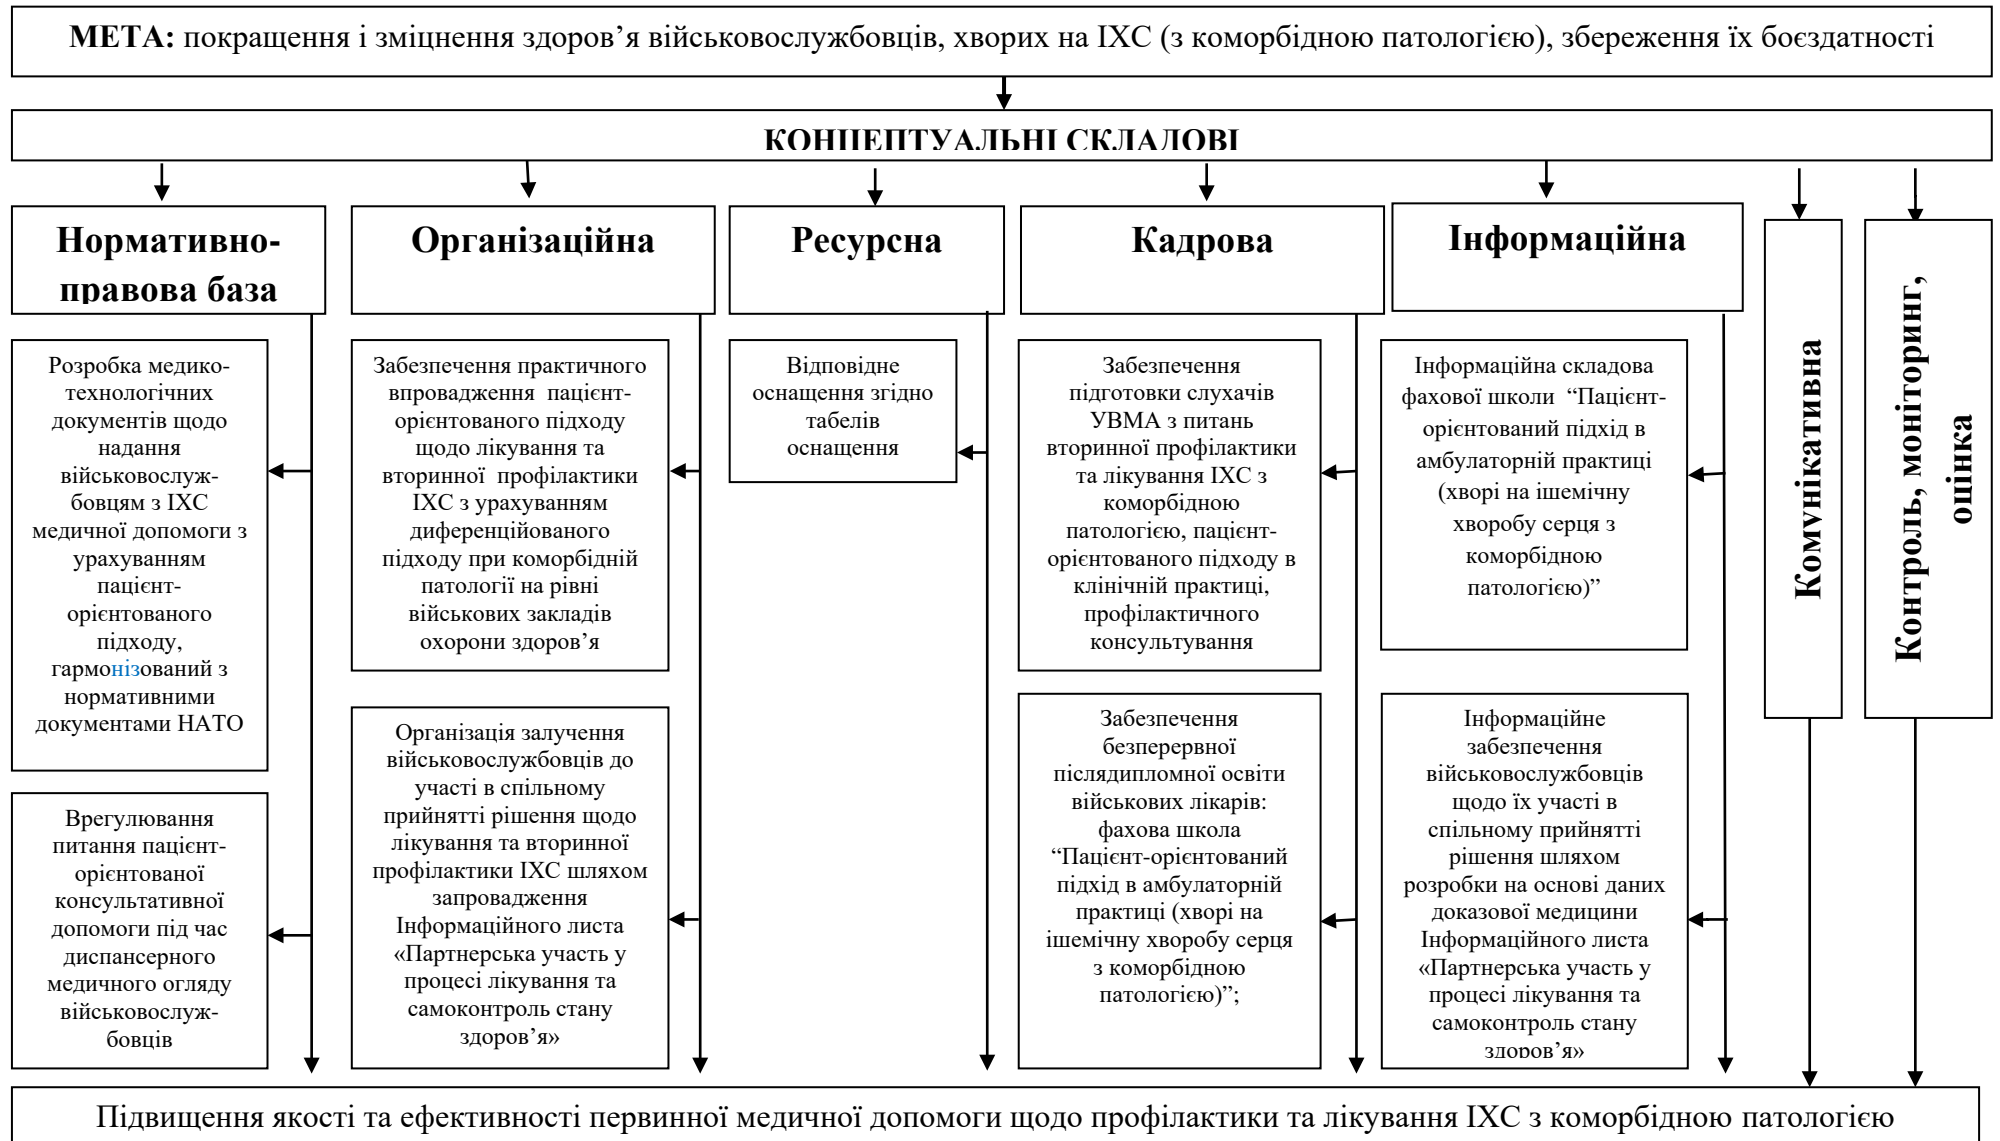 МЕТА: покращення і зміцнення здоров’я військовослужбовців, хворих на ІХС (з коморбідною патологією), збереження їх боєздатності
КОНЦЕПТУАЛЬНІ СКЛАДОВІ
Нормативно-
правова база
Організаційна
Ресурсна
Кадрова
Інформаційна
Комунікативна
Контроль, моніторинг,
оцінка
Розробка медико-
технологічних
документів щодо
надання
військовослуж-
бовцям з ІХС
медичної допомоги з
урахуванням
пацієнт-
орієнтованого
підходу,
гармонізований з
нормативними
документами НАТО
Врегулювання
питання пацієнт-
орієнтованої
консультативної
допомоги під час
диспансерного
медичного огляду
військовослуж-
бовців
Забезпечення практичного
впровадження пацієнт-
орієнтованого підходу
щодо лікування та
вторинної профілактики
ІХС з урахуванням
диференційованого
підходу при коморбідній
патології на рівні
військових закладів
охорони здоров’я
Організація залучення
військовослужбовців до
участі в спільному
прийнятті рішення щодо
лікування та вторинної
профілактики ІХС шляхом
запровадження
Інформаційного листа
«Партнерська участь у
процесі лікування та
самоконтроль стану
здоров’я»
Відповідне
оснащення згідно
табелів
оснащення
Забезпечення
підготовки слухачів
УВМА з питань
вторинної профілактики
та лікування ІХС з
коморбідною
патологією, пацієнт-
орієнтованого підходу в
клінічній практиці,
профілактичного
консультування
Забезпечення
безперервної
післядипломної освіти
військових лікарів:
фахова школа
“Пацієнт-орієнтований
підхід в амбулаторній
практиці (хворі на
ішемічну хворобу серця
з коморбідною
патологією)”;
Інформаційна складова
фахової школи “Пацієнт-
орієнтований підхід в
амбулаторній практиці
(хворі на ішемічну
хворобу серця з
коморбідною
патологією)”
Інформаційне
забезпечення
військовослужбовців
щодо їх участі в
спільному прийнятті
рішення шляхом
розробки на основі даних
доказової медицини
Інформаційного листа
«Партнерська участь у
процесі лікування та
самоконтроль стану
здоров’я»
Підвищення якості та ефективності первинної медичної допомоги щодо профілактики та лікування ІХС з коморбідною патологією